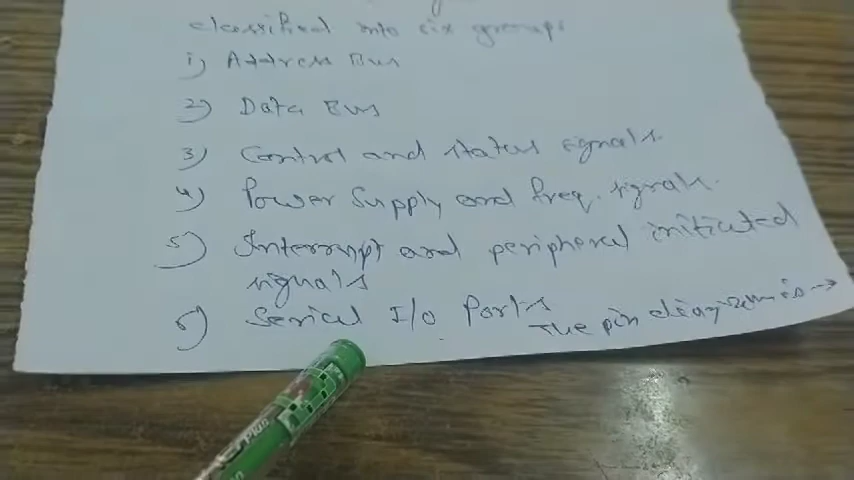 classified into six groups
1) Address Bus
2) Data Bus
3) Control and status signals.
4) Power Supply and freq. signals.
5) Interrupt and peripheral initiated
signals
6) Serial I/O Ports
The pin diagram is →